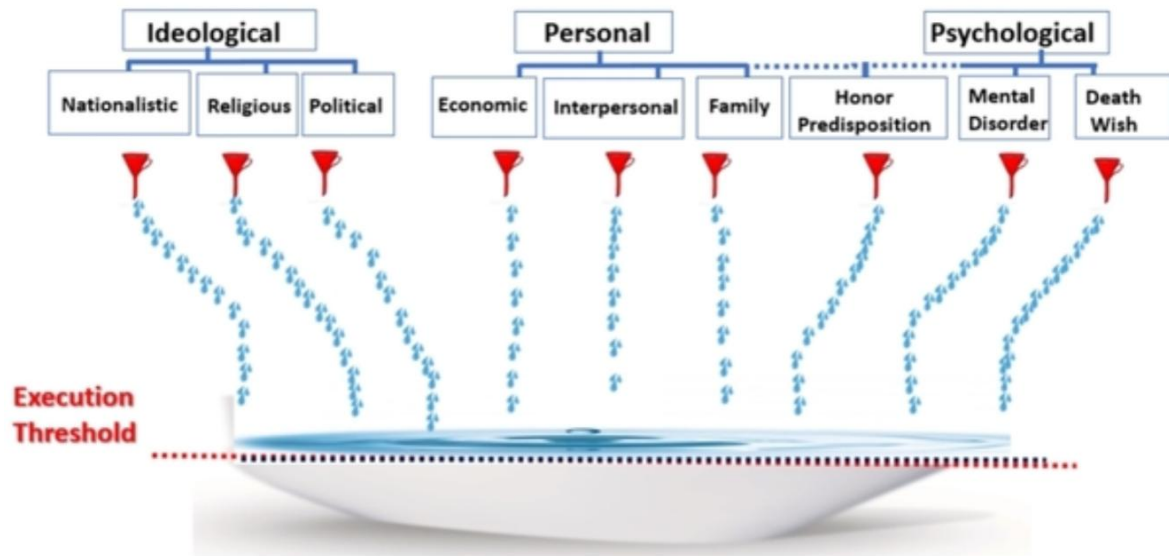 Ideological
Personal
Psychological
Nationalistic
Religious
Political
Economic
Interpersonal
Family
Honor
Predisposition
Mental
Disorder
Death
Wish
Execution
Threshold